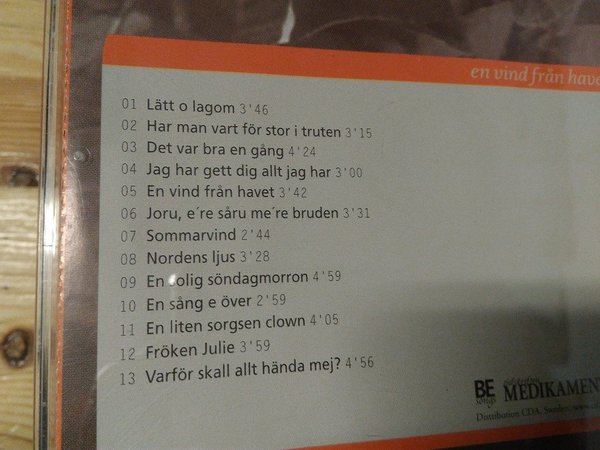 en vind från have
01 Lätt o lagom 3'46
02 Har man vart för stor i truten 3'15
03 Det var bra en gång 4'24
04 Jag har gett dig allt jag har 3'00
05 En vind från havet 3'42
06 Joru, e´re såru me´re bruden 3'31
07 Sommarvind 2'44
08 Nordens ljus 3'28
09 En solig söndagmorron 4'59
10 En sång e över 2'59
11 En liten sorgsen clown 4'05
12 Fröken Julie 3'59
13 Varför skall allt hända mej? 4'56
BE
songs
MEDIKAMEN
Distribution CDA, Sweden, www.cd